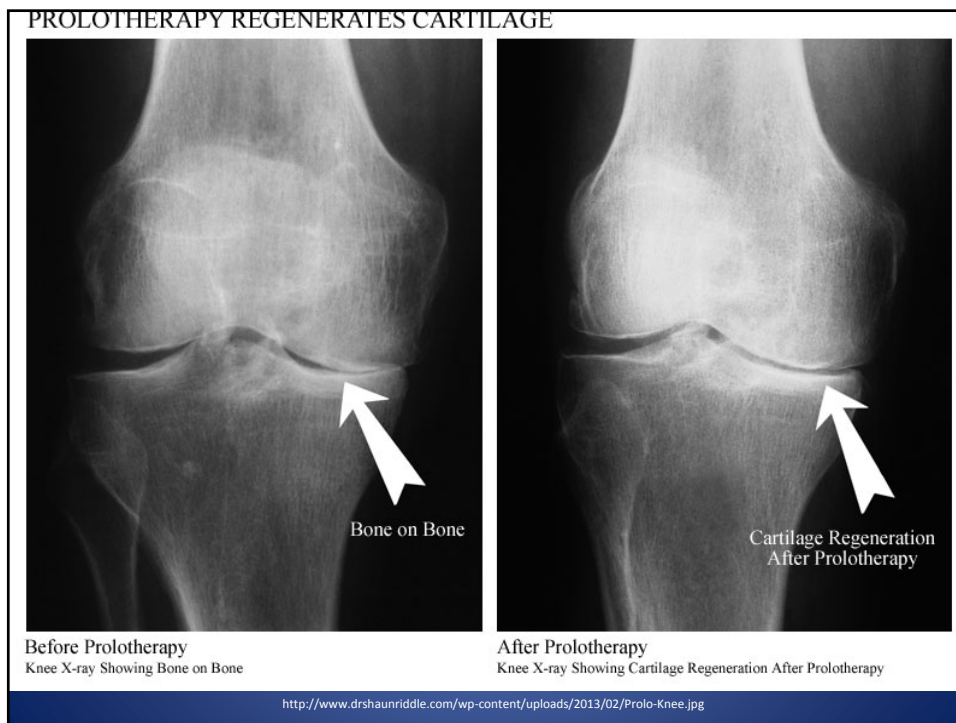 PROLOTHERAPY REGENERATES CARTILAGE
Bone on Bone
Cartilage Regeneration
After Prolotherapy
Before Prolotherapy
Knee X-ray Showing Bone on Bone
After Prolotherapy
Knee X-ray Showing Cartilage Regeneration After Prolotherapy
http://www.drshaunriddle.com/wp-content/uploads/2013/02/Prolo-Knee.jpg